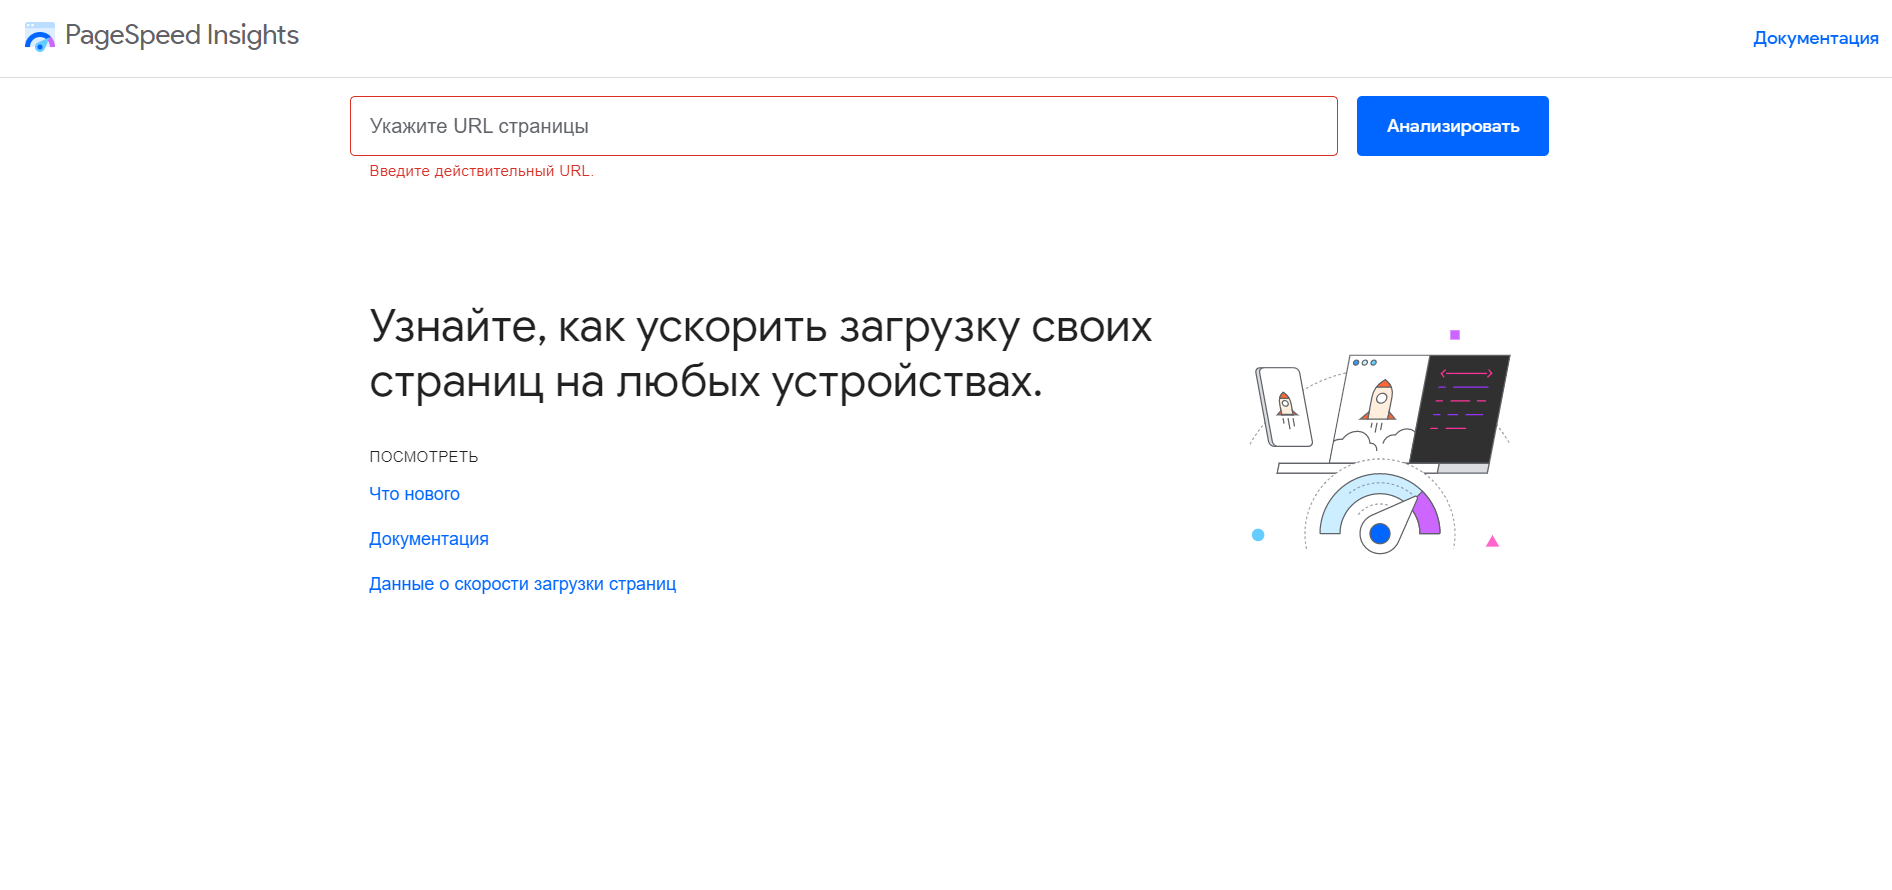 PageSpeed Insights
Документация
Укажите URL страницы
Анализировать
Введите действительный URL.
Узнайте, как ускорить загрузку своих
страниц на любых устройствах.
ПОСМОТРЕТЬ
Что нового
Документация
Данные о скорости загрузки страниц